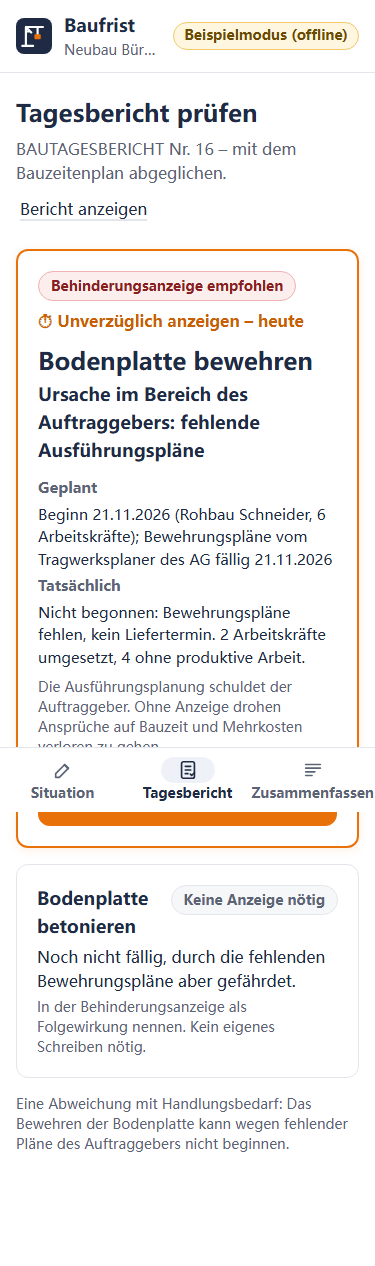 Baufrist
Neubau Bür...
Beispielmodus (offline)
Tagesbericht prüfen
BAUTAGESBERICHT Nr. 16 – mit dem
Bauzeitenplan abgeglichen.
Bericht anzeigen
Behinderungsanzeige empfohlen
Unverzüglich anzeigen – heute
Bodenplatte bewehren
Ursache im Bereich des
Auftraggebers: fehlende
Ausführungspläne
Geplant
Beginn 21.11.2026 (Rohbau Schneider, 6
Arbeitskräfte); Bewehrungspläne vom
Tragwerksplaner des AG fällig 21.11.2026
Tatsächlich
Nicht begonnen: Bewehrungspläne
fehlen, kein Liefertermin. 2 Arbeitskräfte
umgesetzt, 4 ohne produktive Arbeit.
Die Ausführungsplanung schuldet der
Auftraggeber. Ohne Anzeige drohen
Ansprüche auf Bauzeit und Mehrkosten
verloren zu gehen.
Situation
Tagesbericht
Zusammenfassen
Bodenplatte
betonieren
Keine Anzeige nötig
Noch nicht fällig, durch die fehlenden
Bewehrungspläne aber gefährdet.
In der Behinderungsanzeige als
Folgewirkung nennen. Kein eigenes
Schreiben nötig.
Eine Abweichung mit Handlungsbedarf: Das
Bewehren der Bodenplatte kann wegen fehlender
Pläne des Auftraggebers nicht beginnen.